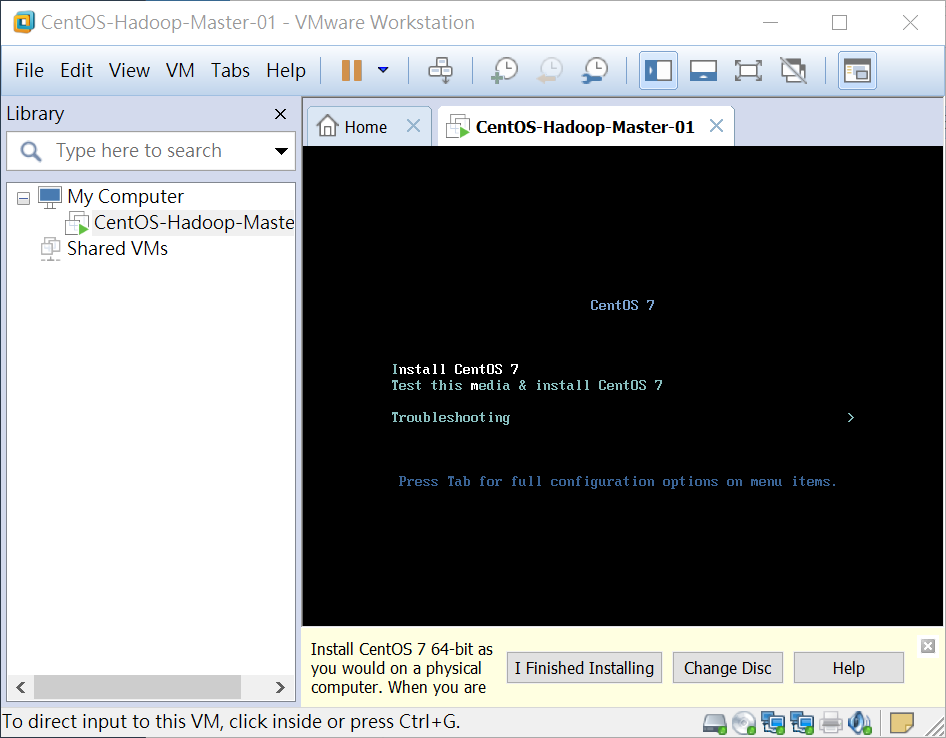 CentOS-Hadoop-Master-01 - VMware Workstation
File Edit View VM Tabs Help
Library
Type here to search
My Computer
CentOS-Hadoop-Maste
Shared VMs
Home
CentOS-Hadoop-Master-01
CentOS 7
Install CentOS 7
Test this media & install CentOS 7
Troubleshooting >
Press Tab for full configuration options on menu items.
Install CentOS 7 64-bit as
you would on a physical
computer. When you are
I Finished Installing Change Disc Help
To direct input to this VM, click inside or press Ctrl+G.